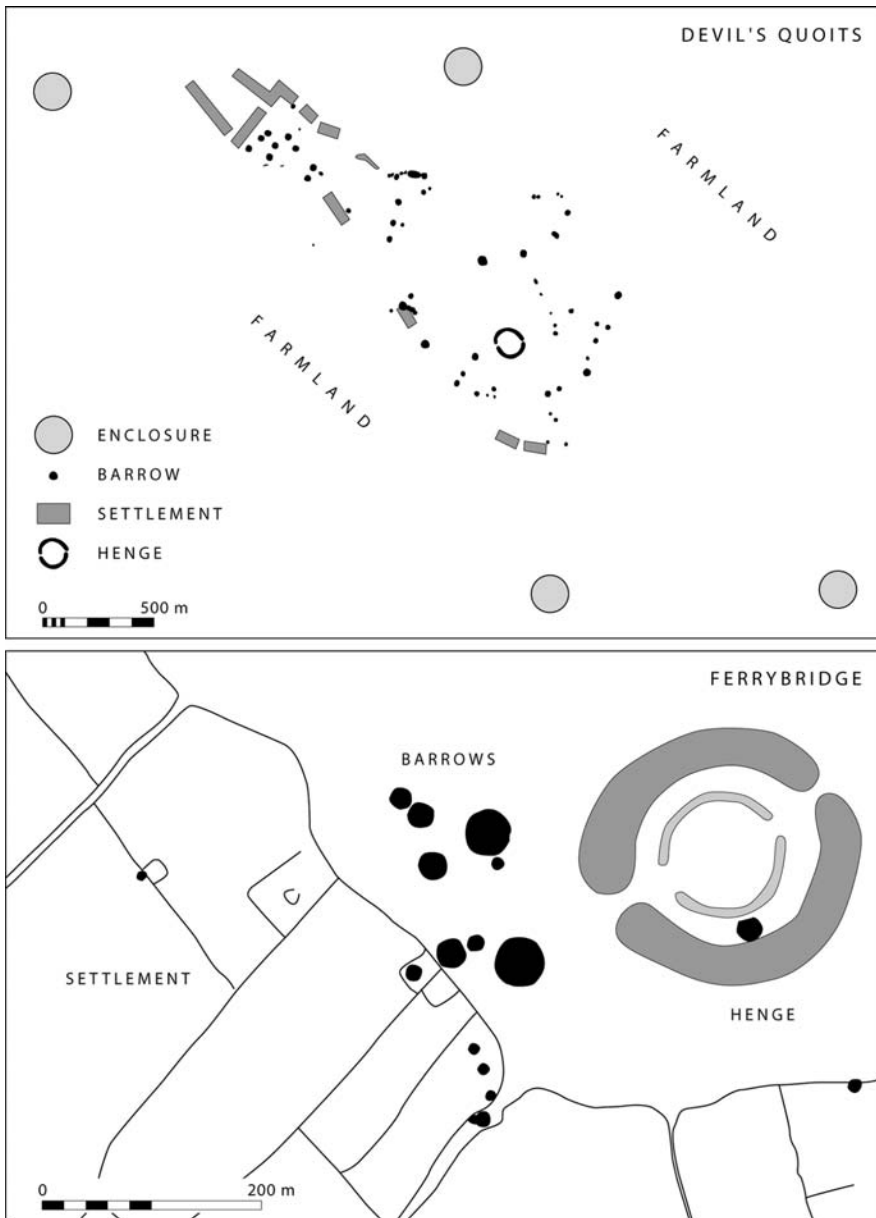 DEVIL'S QUOITS
FARMLAND
FARMLAND
ENCLOSURE
BARROW
SETTLEMENT
HENGE
0 500 m
FERRYBRIDGE
BARROWS
SETTLEMENT
HENGE
0 200 m